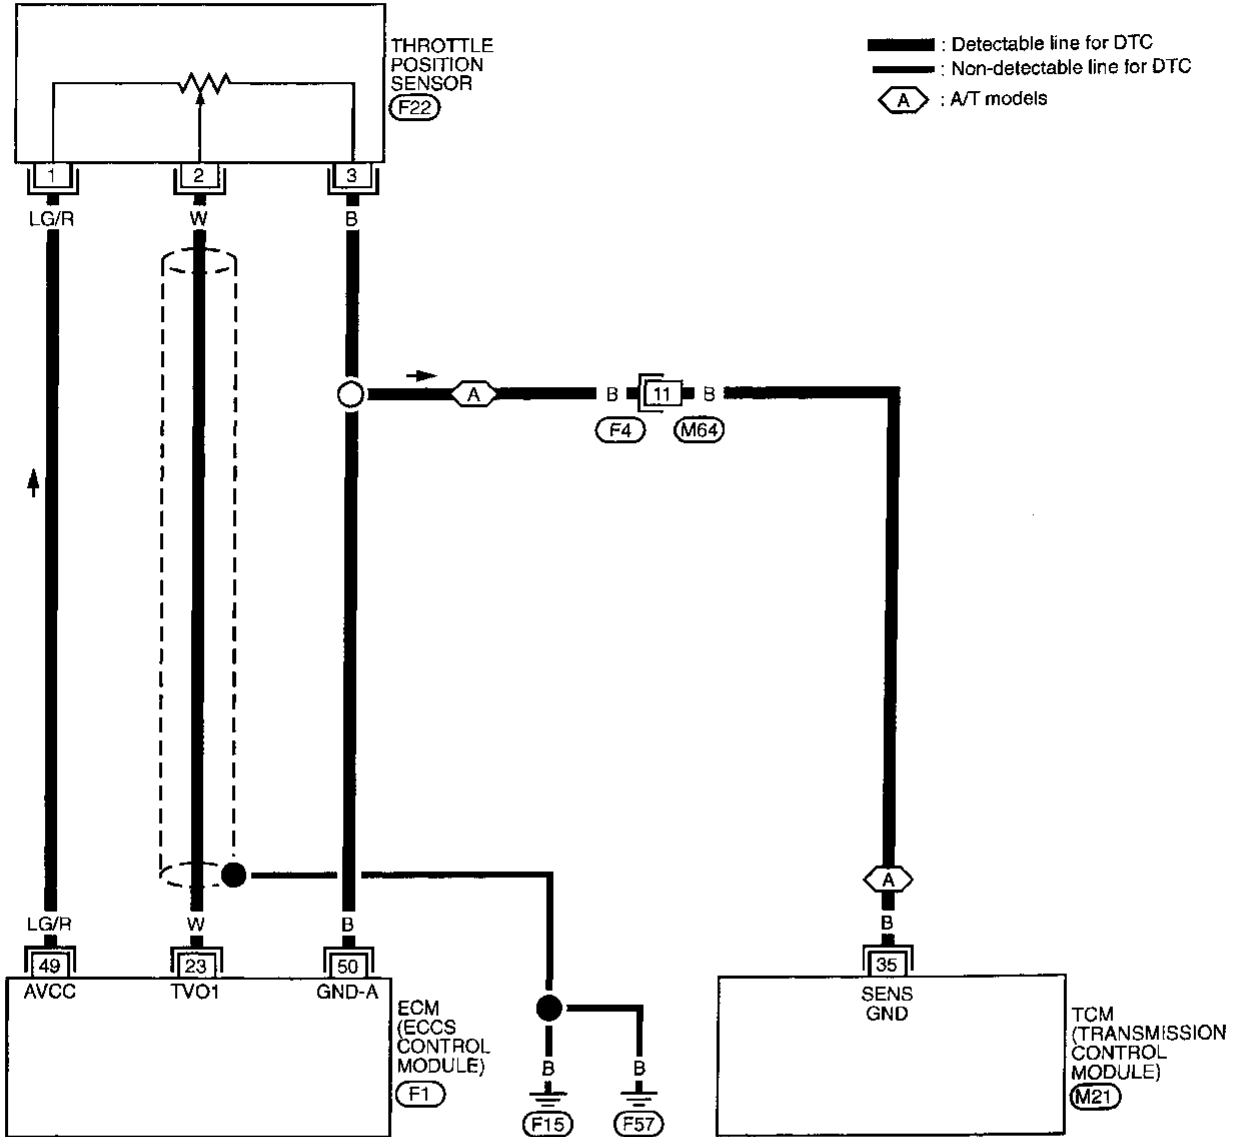 THROTTLE
POSITION
SENSOR
F22
: Detectable line for DTC
: Non-detectable line for DTC
A : A/T models
1 2 3
LG/R W B
A B 11 B
F4 M64
A
LG/R W B B
49 23 50 35
AVCC TVO1 GND-A
SENS
GND
ECM
(ECCS
CONTROL
MODULE)
F1
TCM
(TRANSMISSION
CONTROL
MODULE)
M21
B B
F15 F57